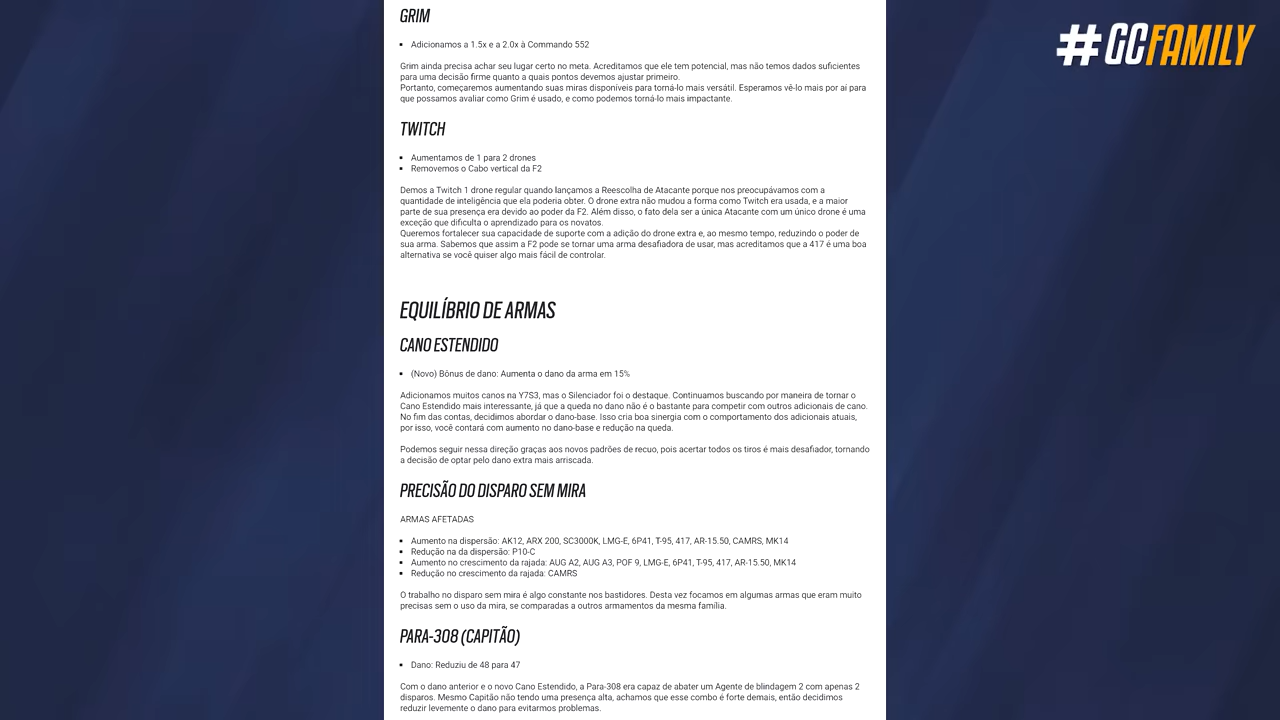 #GCFAMILY
GRIM
▪ Adicionamos a 1.5x e a 2.0x à Commando 552
Grim ainda precisa achar seu lugar certo no meta. Acreditamos que ele tem potencial, mas não temos dados suficientes
para uma decisão firme quanto a quais pontos devemos ajustar primeiro.
Portanto, começaremos aumentando suas miras disponíveis para torná-lo mais versátil. Esperamos vê-lo mais por aí para
que possamos avaliar como Grim é usado, e como podemos torná-lo mais impactante.
TWITCH
▪ Aumentamos de 1 para 2 drones
▪ Removemos o Cabo vertical da F2
Demos a Twitch 1 drone regular quando lançamos a Reescolha de Atacante porque nos preocupávamos com a
quantidade de inteligência que ela poderia obter. O drone extra não mudou a forma como Twitch era usada, e a maior
parte de sua presença era devido ao poder da F2. Além disso, o fato dela ser a única Atacante com um único drone é uma
exceção que dificulta o aprendizado para os novatos.
Queremos fortalecer sua capacidade de suporte com a adição do drone extra e, ao mesmo tempo, reduzindo o poder de
sua arma. Sabemos que assim a F2 pode se tornar uma arma desafiadora de usar, mas acreditamos que a 417 é uma boa
alternativa se você quiser algo mais fácil de controlar.
EQUILÍBRIO DE ARMAS
CANO ESTENDIDO
▪ (Novo) Bônus de dano: Aumenta o dano da arma em 15%
Adicionamos muitos canos na Y7S3, mas o Silenciador foi o destaque. Continuamos buscando por maneira de tornar o
Cano Estendido mais interessante, já que a queda no dano não é o bastante para competir com outros adicionais de cano.
No fim das contas, decidimos abordar o dano-base. Isso cria boa sinergia com o comportamento dos adicionais atuais,
por isso, você contará com aumento no dano-base e redução na queda.
Podemos seguir nessa direção graças aos novos padrões de recuo, pois acertar todos os tiros é mais desafiador, tornando
a decisão de optar pelo dano extra mais arriscada.
PRECISÃO DO DISPARO SEM MIRA
ARMAS AFETADAS
▪ Aumento na dispersão: AK12, ARX 200, SC3000K, LMG-E, 6P41, T-95, 417, AR-15.50, CAMRS, MK14
▪ Redução na da dispersão: P10-C
▪ Aumento no crescimento da rajada: AUG A2, AUG A3, POF 9, LMG-E, 6P41, T-95, 417, AR-15.50, MK14
▪ Redução no crescimento da rajada: CAMRS
O trabalho no disparo sem mira é algo constante nos bastidores. Desta vez focamos em algumas armas que eram muito
precisas sem o uso da mira, se comparadas a outros armamentos da mesma família.
PARA-308 (CAPITÃO)
▪ Dano: Reduziu de 48 para 47
Com o dano anterior e o novo Cano Estendido, a Para-308 era capaz de abater um Agente de blindagem 2 com apenas 2
disparos. Mesmo Capitão não tendo uma presença alta, achamos que esse combo é forte demais, então decidimos
reduzir levemente o dano para evitarmos problemas.